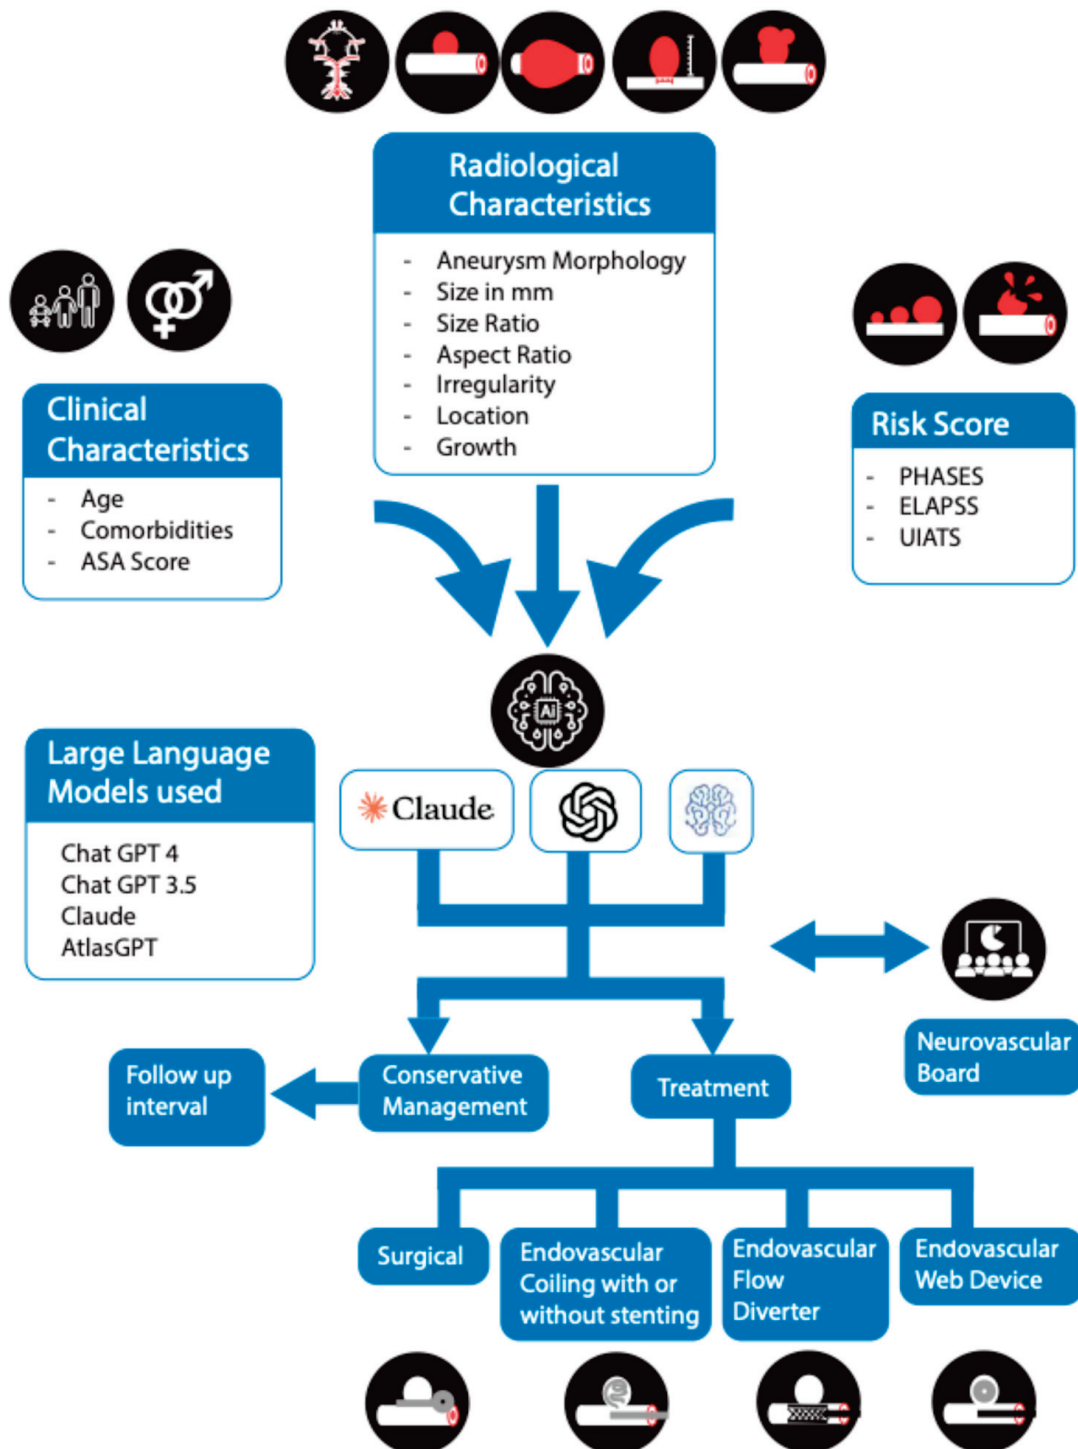 Radiological
Characteristics
- Aneurysm Morphology
- Size in mm
- Size Ratio
- Aspect Ratio
- Irregularity
- Location
- Growth
Clinical
Characteristics
- Age
- Comorbidities
- ASA Score
Risk Score
- PHASES
- ELAPSS
- UIATS
Ai
Large Language
Models used
Chat GPT 4
Chat GPT 3.5
Claude
AtlasGPT
Claude
Neurovascular
Board
Follow up
interval
Conservative
Management
Treatment
Surgical
Endovascular
Coiling with or
without stenting
Endovascular
Flow
Diverter
Endovascular
Web Device